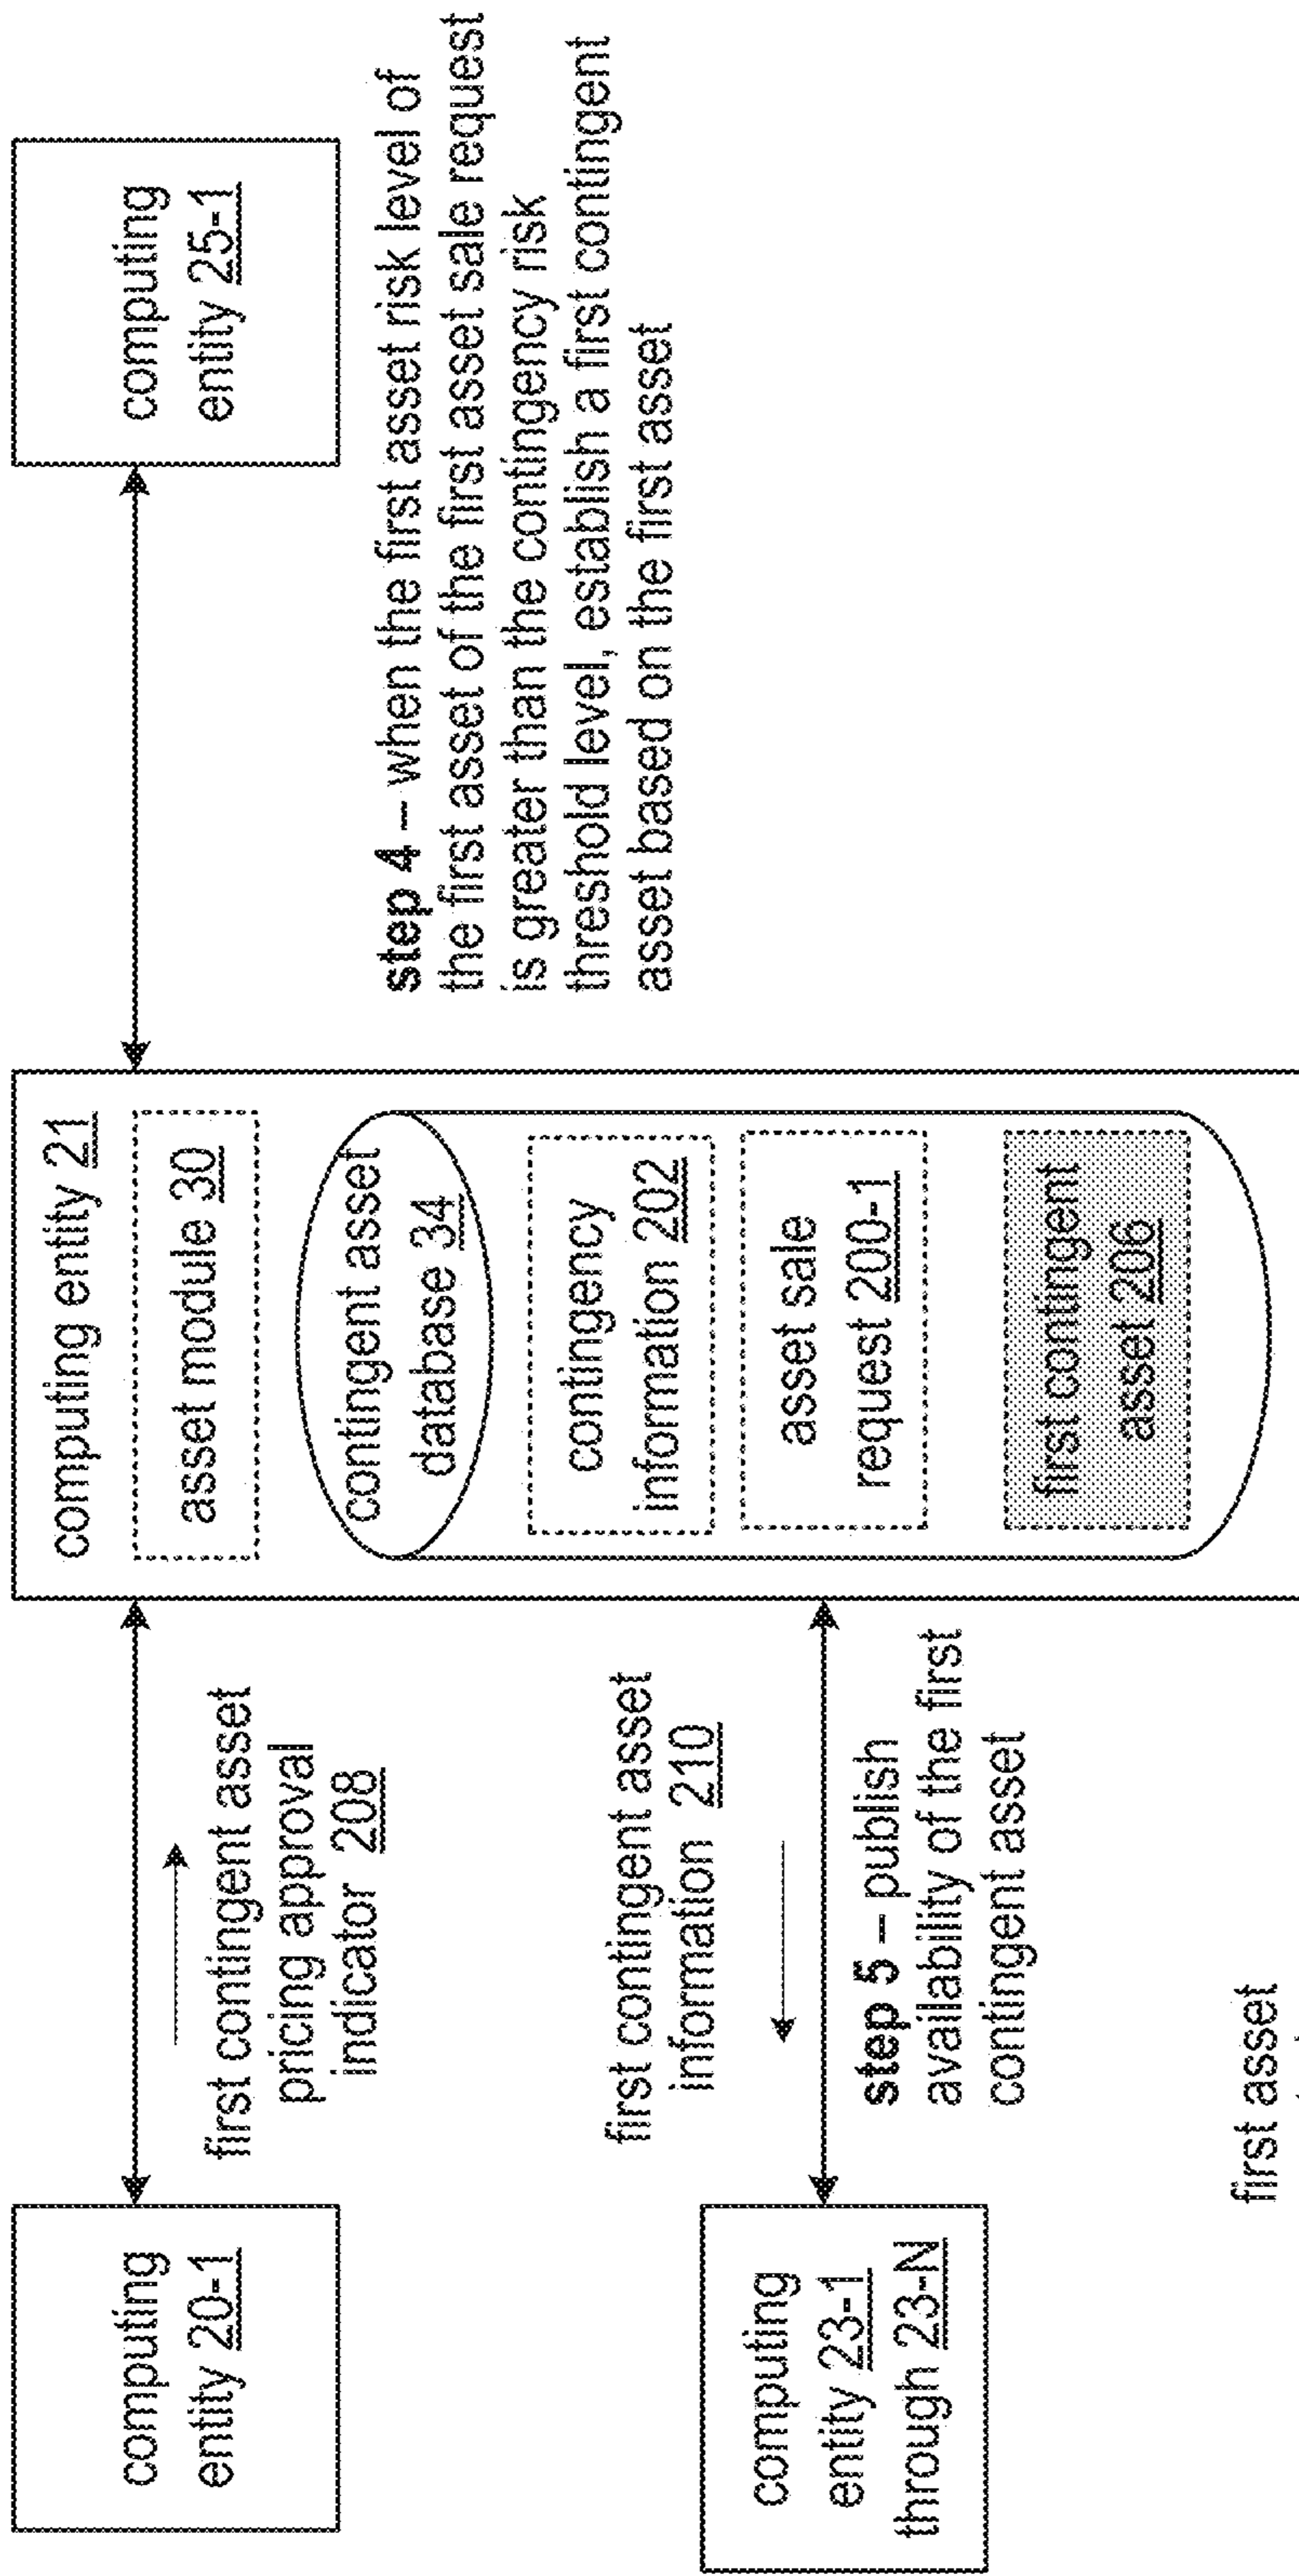 computing
entity 20-1
first contingent asset
pricing approval
indicator 208
computing entity 21
asset module 30
contingent asset
database 34
contingency
information 202
asset sale
request 200-1
first contingent
asset 206
computing
entity 25-1
step 4 – when the first asset risk level of
the first asset of the first asset sale request
is greater than the contingency risk
threshold level, establish a first contingent
asset based on the first asset
first contingent asset
information 210
computing
entity 23-1
through 23-N
step 5 – publish
availability of the first
contingent asset
first asset